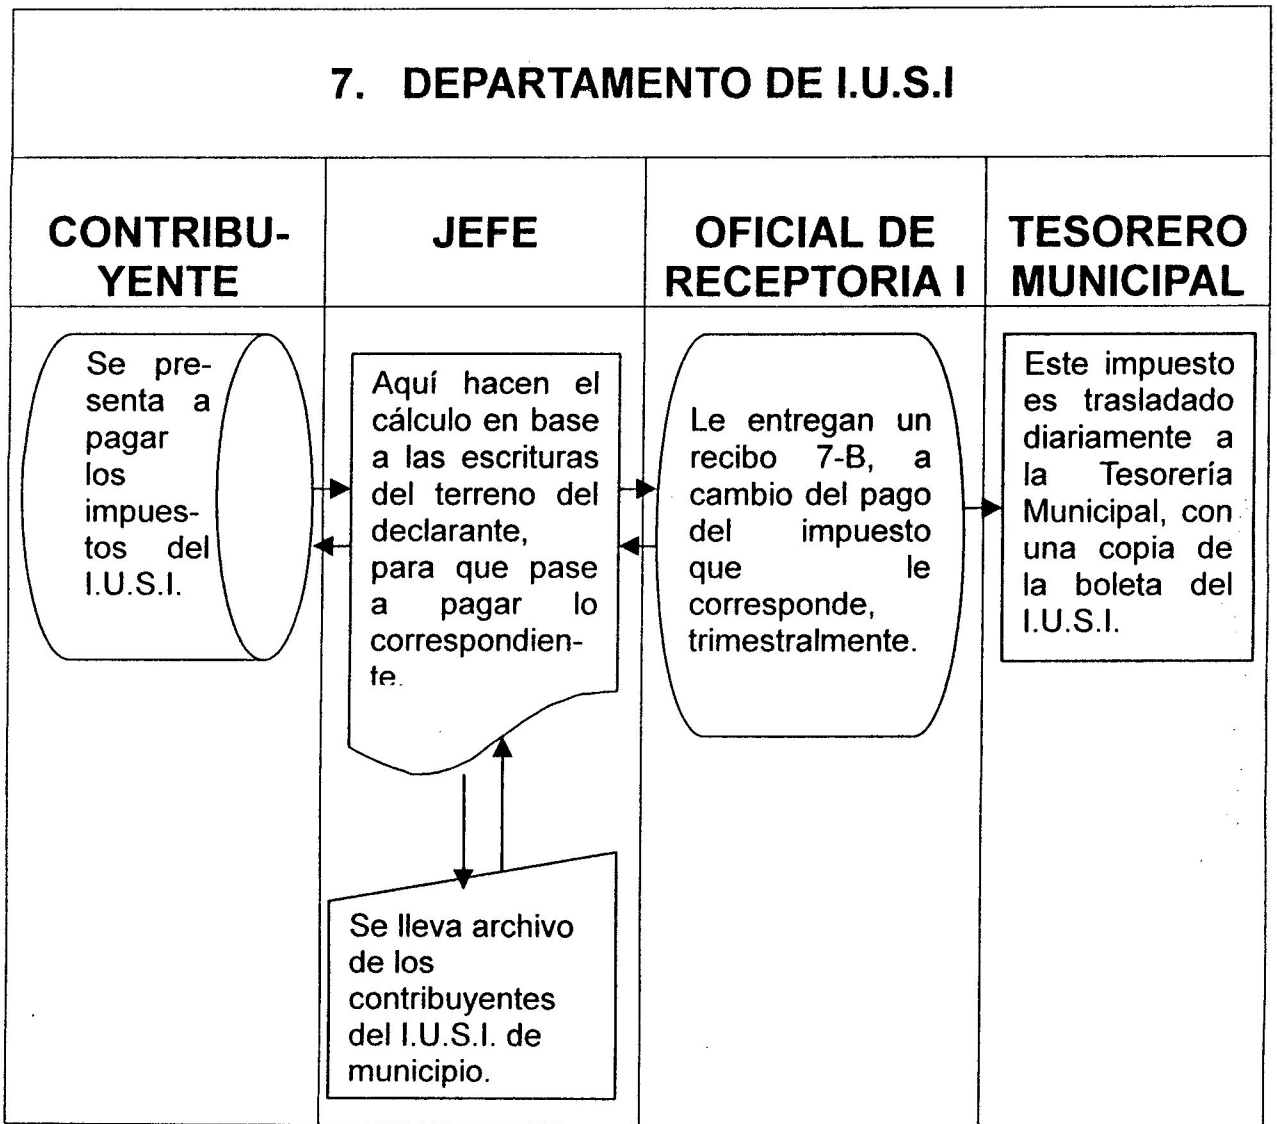 7. DEPARTAMENTO DE I.U.S.I
CONTRIBU-
YENTE
JEFE
OFICIAL DE
RECEPTORIA I
TESORERO
MUNICIPAL
Se pre-
senta a
pagar
los
impues-
tos del
I.U.S.I.
Aquí hacen el
cálculo en base
a las escrituras
del terreno del
declarante,
para que pase
a pagar lo
correspondien-
te.
Le entregan un
recibo 7-B, a
cambio del pago
del impuesto
que le
corresponde,
trimestralmente.
Este impuesto
es trasladado
diariamente a
la Tesorería
Municipal, con
una copia de
la boleta del
I.U.S.I.
Se lleva archivo
de los
contribuyentes
del I.U.S.I. de
municipio.